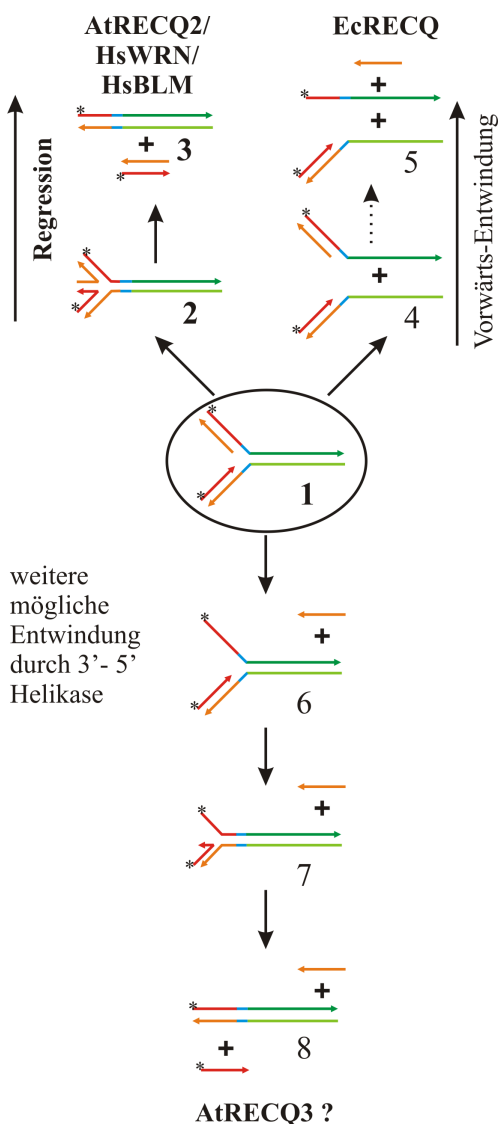 AtRECQ2/
HsWRN/
HsBLM
EcRECQ
Regression
Vorwärts-Entwindung
*
+
3
*
+
*
+
5
*
*
*
2
*
+
4
*
*
1
*
weitere
mögliche
Entwindung
durch 3’- 5’
Helikase
*
+
6
*
+
*
7
*
+
*
8
+
*
AtRECQ3 ?